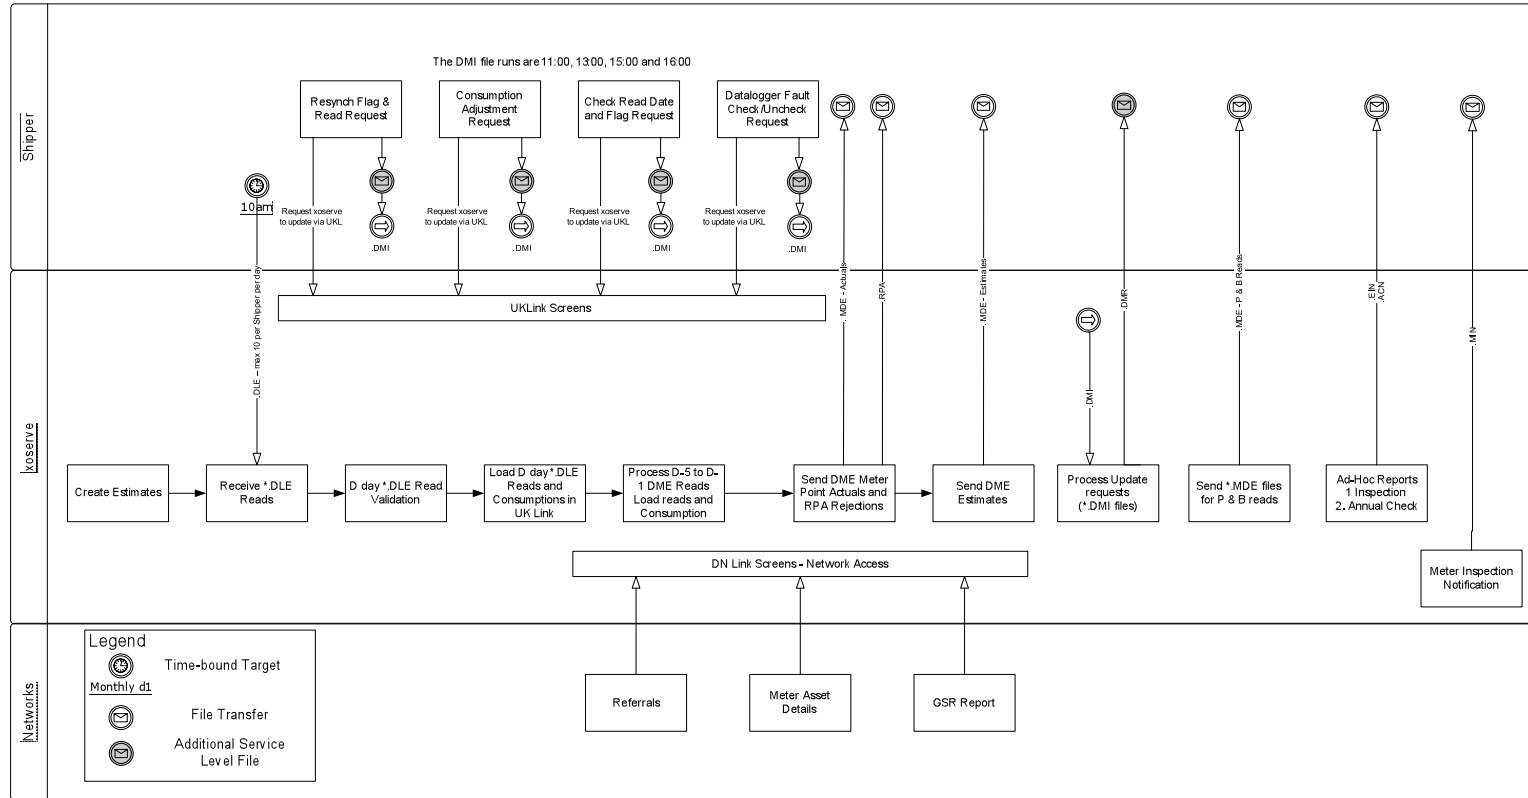 The DMI file runs are 11:00, 13:00, 15:00 and 16:00
Shipper
Resynch Flag &
Read Request
Consumption
Adjustment
Request
Check Read Date
and Flag Request
Datalogger Fault
Check/Uncheck
Request
10am
Request xoserve
to update via UKL
.DMI
Request xoserve
to update via UKL
.DMI
Request xoserve
to update via UKL
.DMI
Request xoserve
to update via UKL
.DMI
.DLE – max 10 per Shipper per day
.MDE - Actuals
.RPA
.MDE - Estimates
.DMR
.MDE - P & B Reads
.EIN
.ACN
.MIN
UKLink Screens
.DMI
xoserve
Create Estimates
Receive *.DLE
Reads
D day *.DLE Read
Validation
Load D day *.DLE
Reads and
Consumptions in
UK Link
Process D-5 to D-
1 DME Reads
Load reads and
Consumption
Send DME Meter
Point Actuals and
RPA Rejections
Send DME
Estimates
Process Update
requests
(*.DMI files)
Send *.MDE files
for P & B reads
Ad-Hoc Reports
1 Inspection
2. Annual Check
DN Link Screens - Network Access
Meter Inspection
Notification
Networks
Legend
Time-bound Target
Monthly d1
File Transfer
Additional Service
Level File
Referrals
Meter Asset
Details
GSR Report